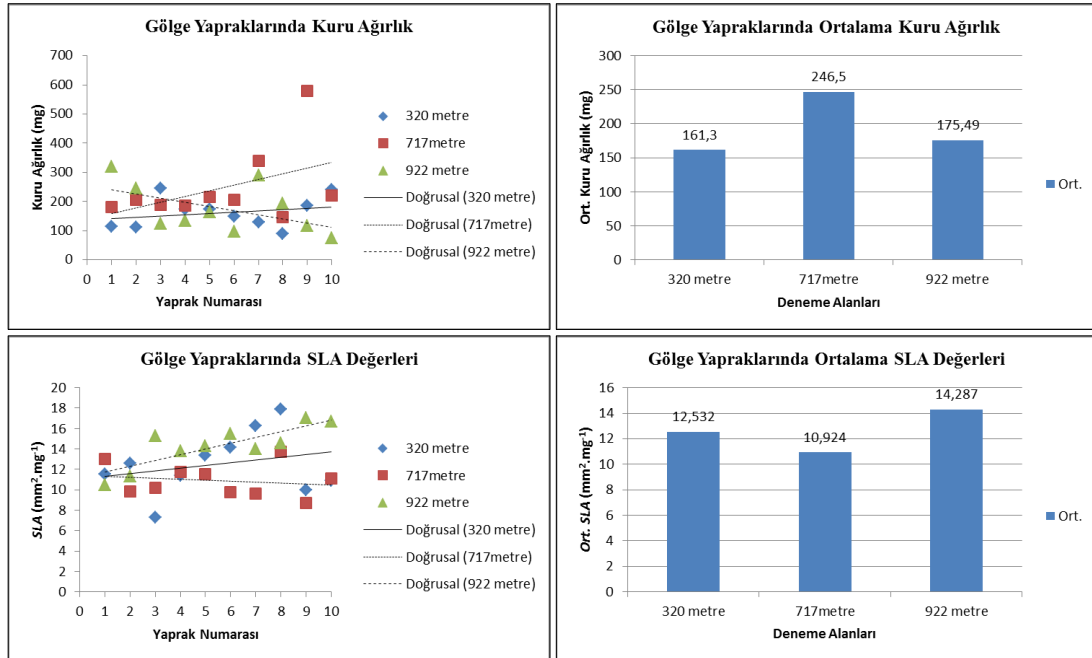 Gölge Yapraklarında Kuru Ağırlık
Kuru Ağırlık (mg)
700
600
500
400
300
200
100
0
0 1 2 3 4 5 6 7 8 9 10
Yaprak Numarası
320 metre
717metre
922 metre
Doğrusal (320 metre)
Doğrusal (717metre)
Doğrusal (922 metre)
Gölge Yapraklarında Ortalama Kuru Ağırlık
Ort. Kuru Ağırlık (mg)
300
250
200
150
100
50
0
161,3
246,5
175,49
320 metre 717metre 922 metre
Deneme Alanları
Ort.
Gölge Yapraklarında SLA Değerleri
SLA (mm².mg⁻¹)
20
18
16
14
12
10
8
6
4
2
0
0 1 2 3 4 5 6 7 8 9 10
Yaprak Numarası
320 metre
717metre
922 metre
Doğrusal (320 metre)
Doğrusal (717metre)
Doğrusal (922 metre)
Gölge Yapraklarında Ortalama SLA Değerleri
Ort. SLA (mm².mg⁻¹)
16
14
12
10
8
6
4
2
0
12,532
10,924
14,287
320 metre 717metre 922 metre
Deneme Alanları
Ort.